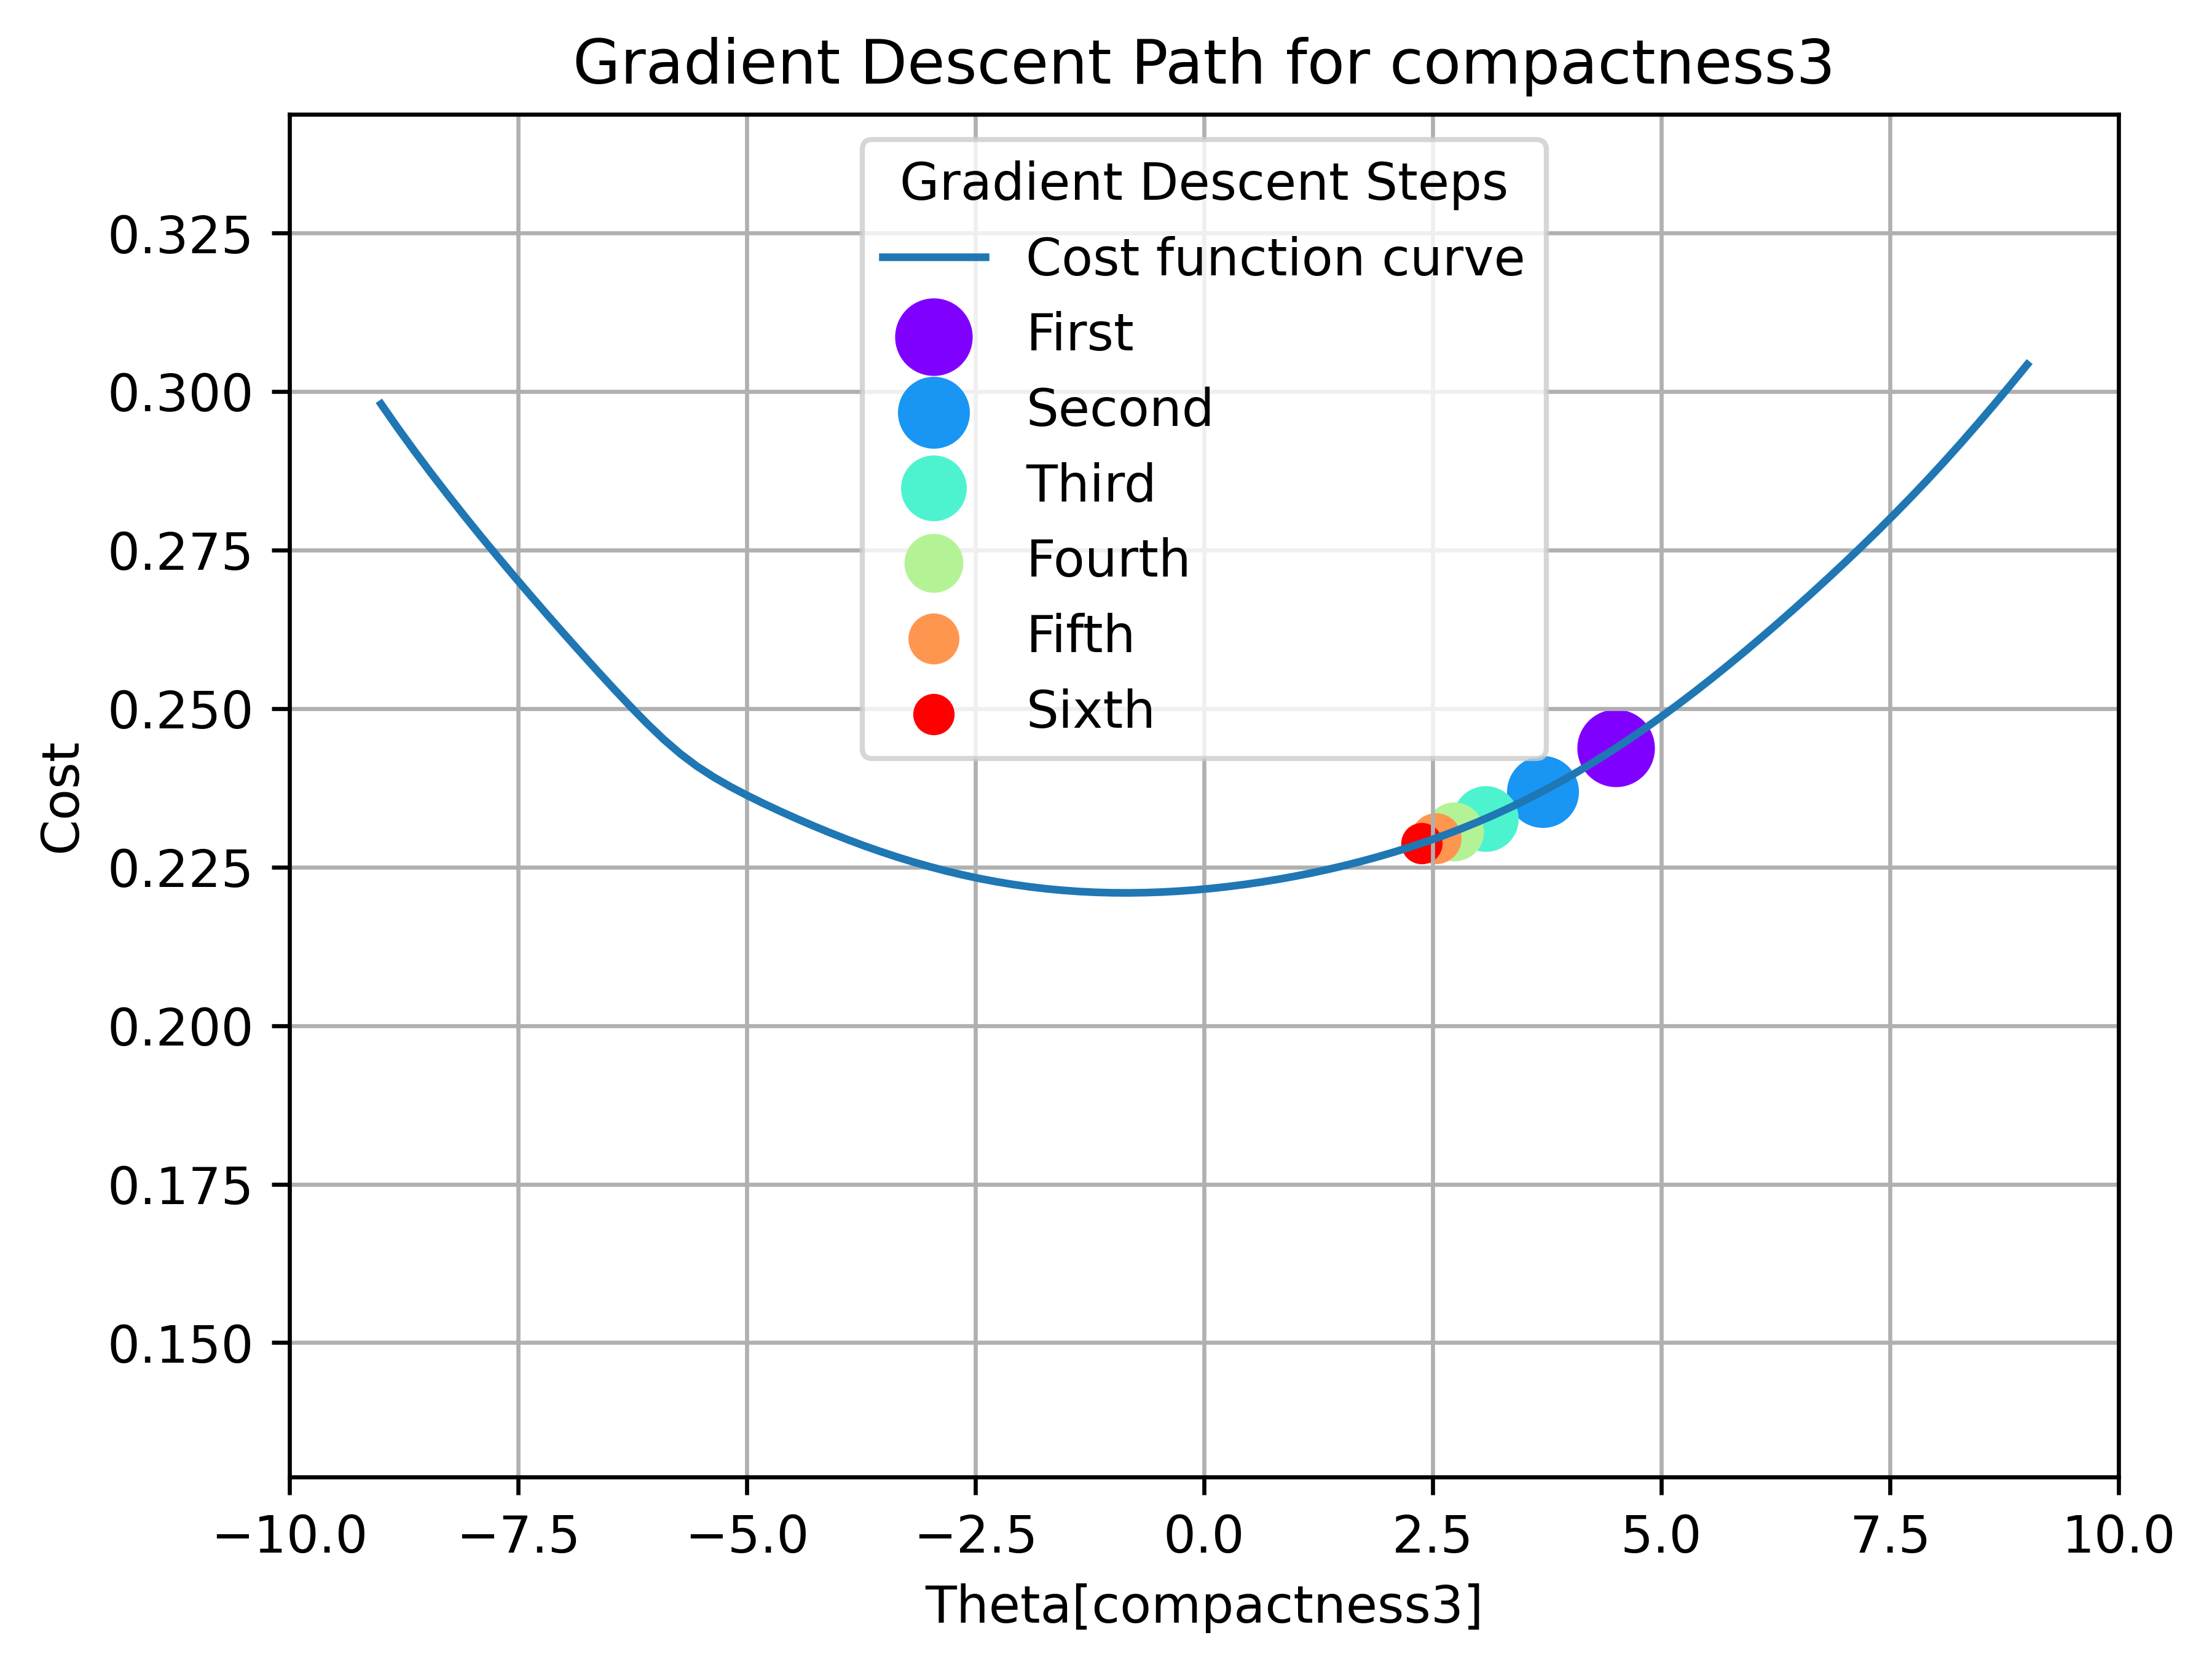 Gradient Descent Path for compactness3
Gradient Descent Steps
Cost function curve
First
Second
Third
Fourth
Fifth
Sixth
Cost
0.325
0.300
0.275
0.250
0.225
0.200
0.175
0.150
−10.0 −7.5 −5.0 −2.5 0.0 2.5 5.0 7.5 10.0
Theta[compactness3]